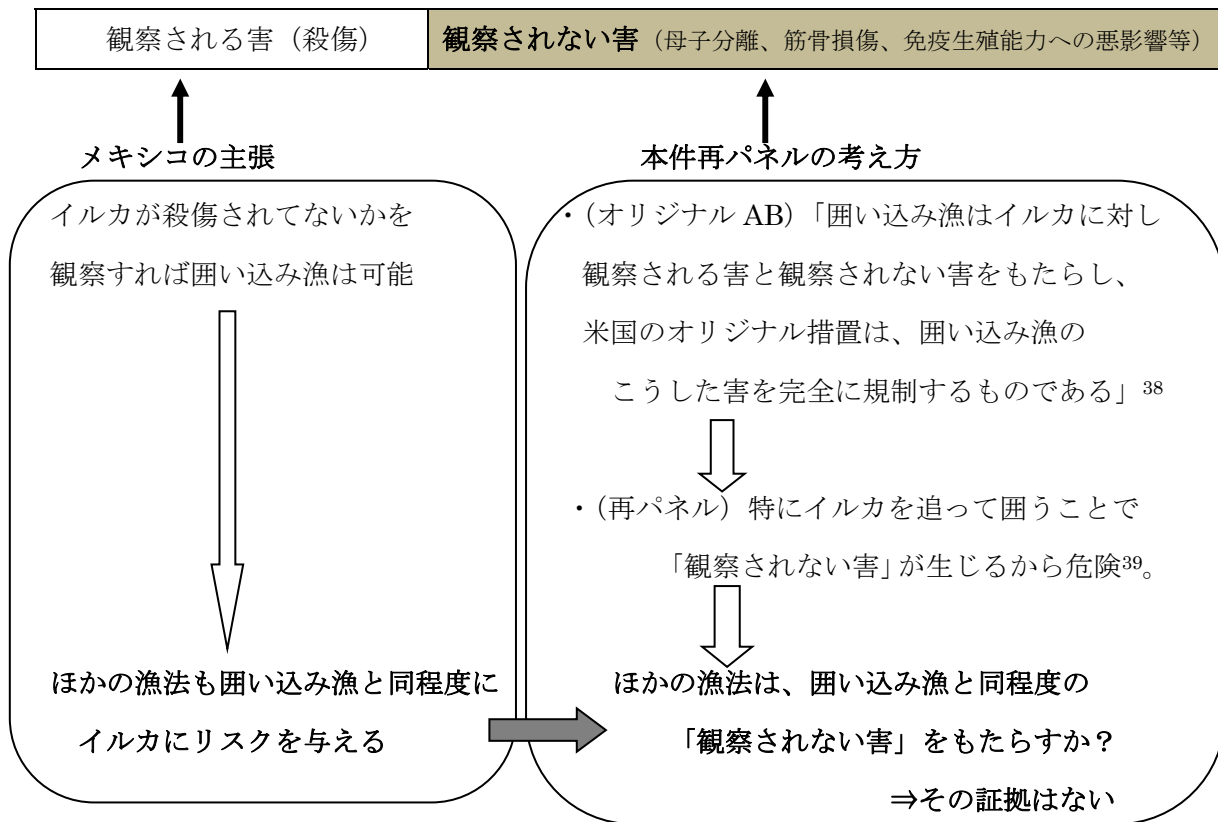 観察される害（殺傷）
観察されない害（母子分離、筋骨損傷、免疫生殖能力への悪影響等）
メキシコの主張
イルカが殺傷されてないかを
観察すれば囲い込み漁は可能
ほかの漁法も囲い込み漁と同程度に
イルカにリスクを与える
本件再パネルの考え方
・（オリジナル AB）「囲い込み漁はイルカに対し
観察される害と観察されない害をもたらし、
米国のオリジナル措置は、囲い込み漁の
こうした害を完全に規制するものである」38
・（再パネル）特にイルカを追って囲うことで
「観察されない害」が生じるから危険39。
ほかの漁法は、囲い込み漁と同程度の
「観察されない害」をもたらすか？
⇒その証拠はない